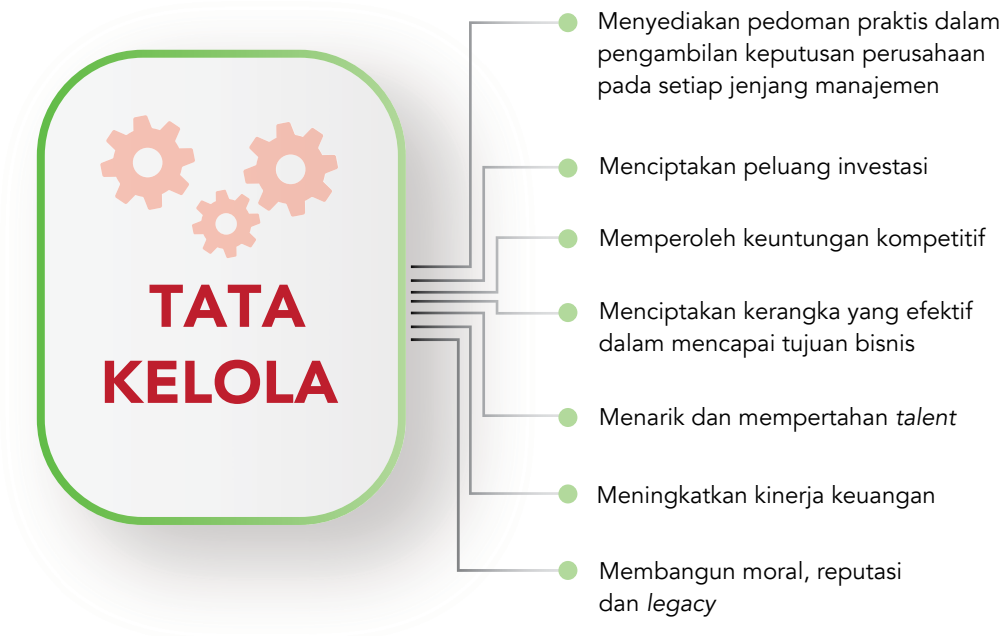 TATA
KELOLA
Menyediakan pedoman praktis dalam
pengambilan keputusan perusahaan
pada setiap jenjang manajemen
Menciptakan peluang investasi
Memperoleh keuntungan kompetitif
Menciptakan kerangka yang efektif
dalam mencapai tujuan bisnis
Menarik dan mempertahan talent
Meningkatkan kinerja keuangan
Membangun moral, reputasi
dan legacy